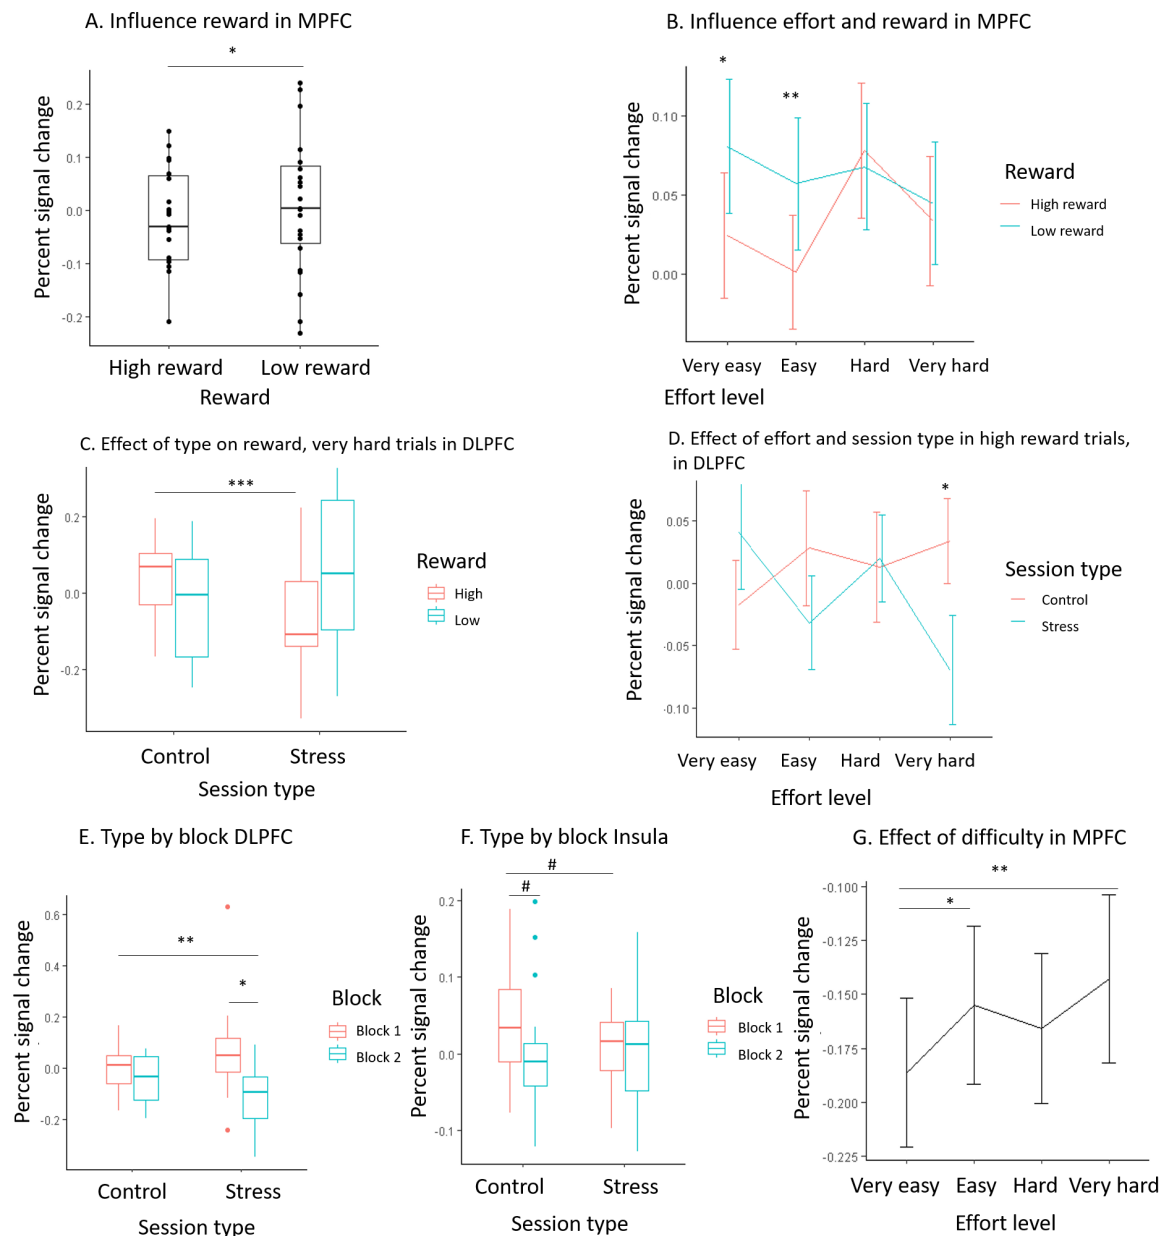 A. Influence reward in MPFC
*
Percent signal change
0.2
0.1
0.0
-0.1
-0.2
High reward
Low reward
Reward
B. Influence effort and reward in MPFC
*
**
Percent signal change
0.10
0.05
0.00
Very easy
Easy
Hard
Very hard
Effort level
Reward
High reward
Low reward
C. Effect of type on reward, very hard trials in DLPFC
***
Percent signal change
0.2
0.0
-0.2
Control
Stress
Session type
Reward
High
Low
D. Effect of effort and session type in high reward trials,
in DLPFC
*
Percent signal change
0.05
0.00
-0.05
-0.10
Very easy
Easy
Hard
Very hard
Effort level
Session type
Control
Stress
E. Type by block DLPFC
**
*
Percent signal change
0.6
0.4
0.2
0.0
-0.2
Control
Stress
Session type
Block
Block 1
Block 2
F. Type by block Insula
#
#
Percent signal change
0.2
0.1
0.0
-0.1
Control
Stress
Session type
Block
Block 1
Block 2
G. Effect of difficulty in MPFC
**
*
Percent signal change
-0.100
-0.125
-0.150
-0.175
-0.200
-0.225
Very easy
Easy
Hard
Very hard
Effort level